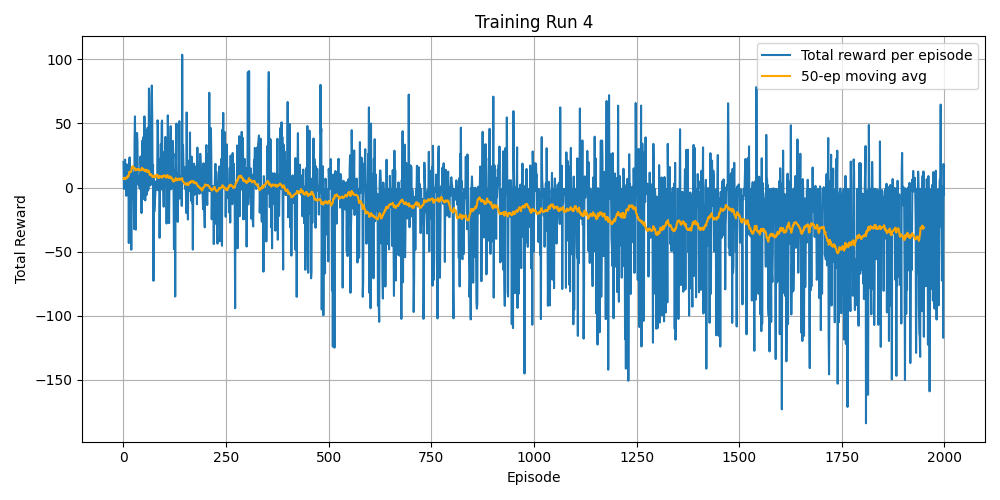 Training Run 4
Total reward per episode
50-ep moving avg
Total Reward
100
50
0
−50
−100
−150
0 250 500 750 1000 1250 1500 1750 2000
Episode